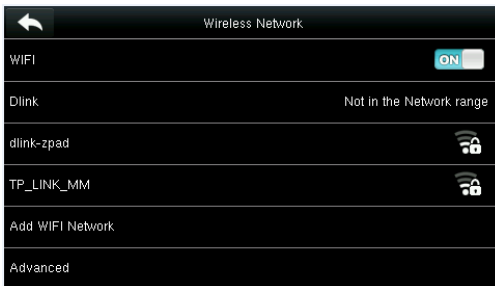 Wireless Network
WIFI ON
Dlink Not in the Network range
dlink-zpad
TP_LINK_MM
Add WIFI Network
Advanced